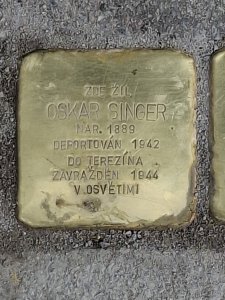 ZDE ŽIL
OSKAR SINGER
NAR. 1889
DEPORTOVÁN 1942
DO TEREZÍNA
ZAVRAŽDĚN 1944
V OSVĚTIMI